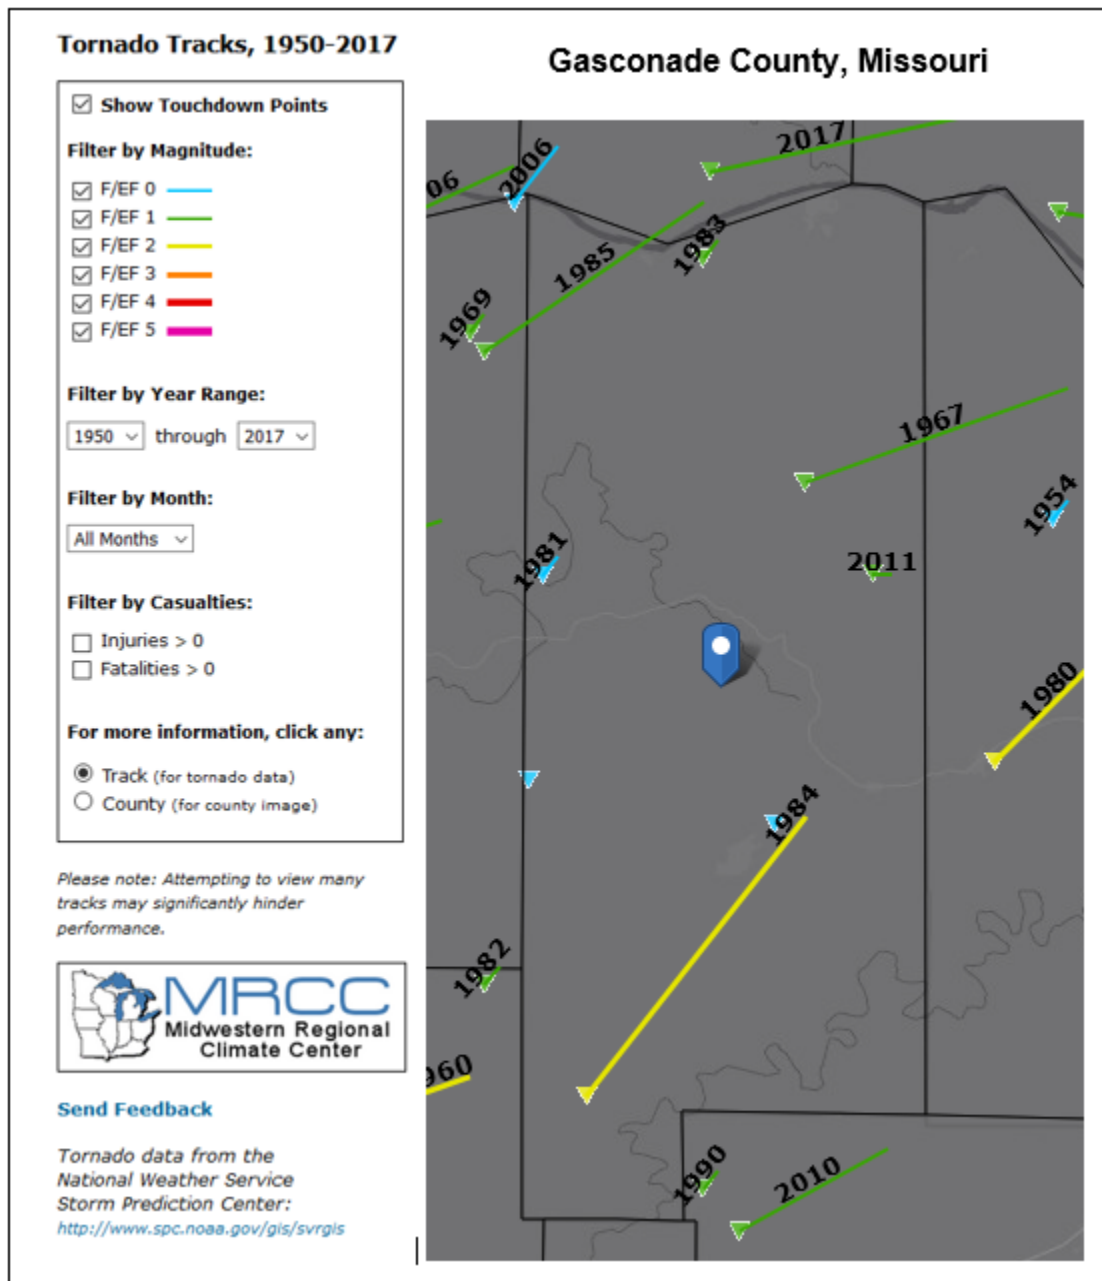 Tornado Tracks, 1950-2017
Show Touchdown Points
Filter by Magnitude:
F/EF 0
F/EF 1
F/EF 2
F/EF 3
F/EF 4
F/EF 5
Filter by Year Range:
1950 through 2017
Filter by Month:
All Months
Filter by Casualties:
Injuries > 0
Fatalities > 0
For more information, click any:
Track (for tornado data)
County (for county image)
Please note: Attempting to view many
tracks may significantly hinder
performance.
MRCC
Midwestern Regional
Climate Center
Send Feedback
Tornado data from the
National Weather Service
Storm Prediction Center:
http://www.spc.noaa.gov/gis/svrgis
Gasconade County, Missouri
2017
2006
06
1983
1985
1969
1967
1954
1981
2011
1980
1984
1982
960
1990
2010